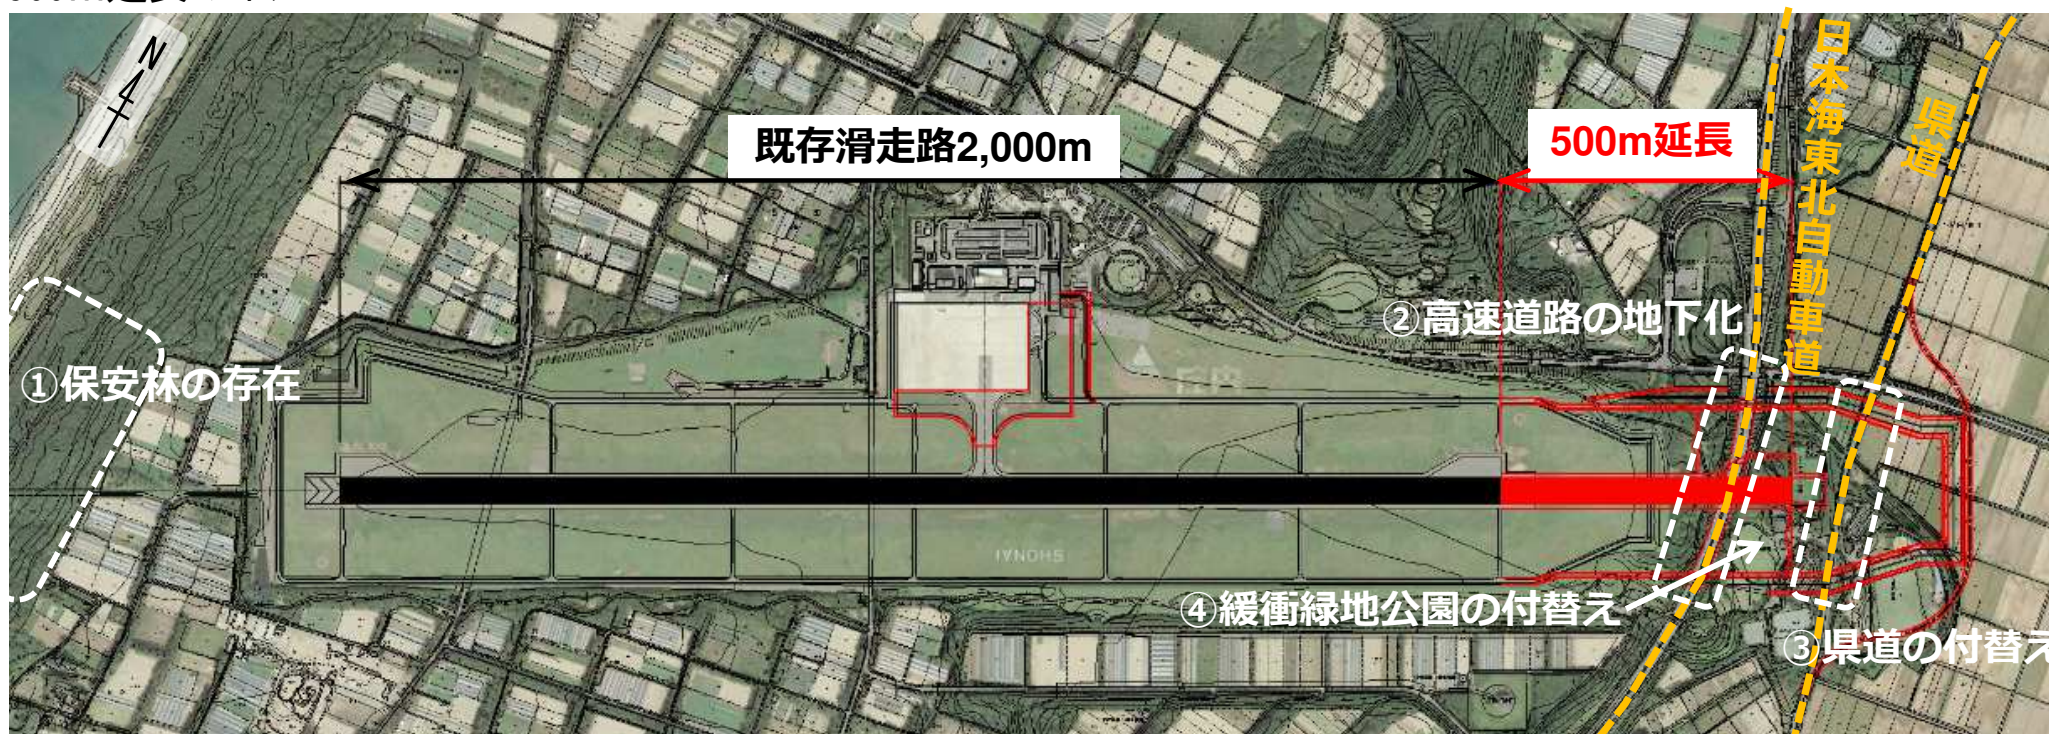 N
既存滑走路2,000m
500m延長
日本海東北自動車道
県道
②高速道路の地下化
①保安林の存在
庄内
SHONAI
④緩衝緑地公園の付替え
③県道の付替え